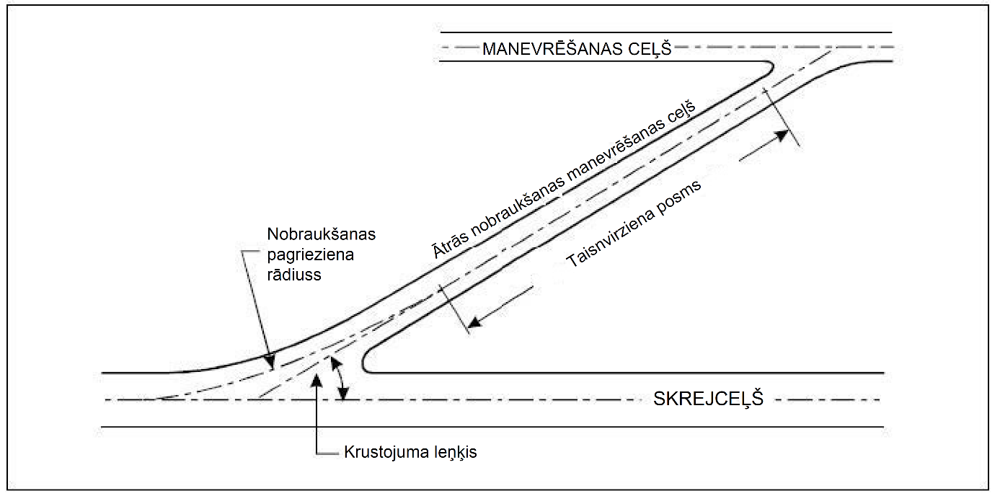 MANEVRĒŠANAS CEĻŠ
Ātrās nobraukšanas manevrēšanas ceļš
Taisnvirziena posms
Nobraukšanas
pagrieziena
rādiuss
SKREJCEĻŠ
Krustojuma leņķis